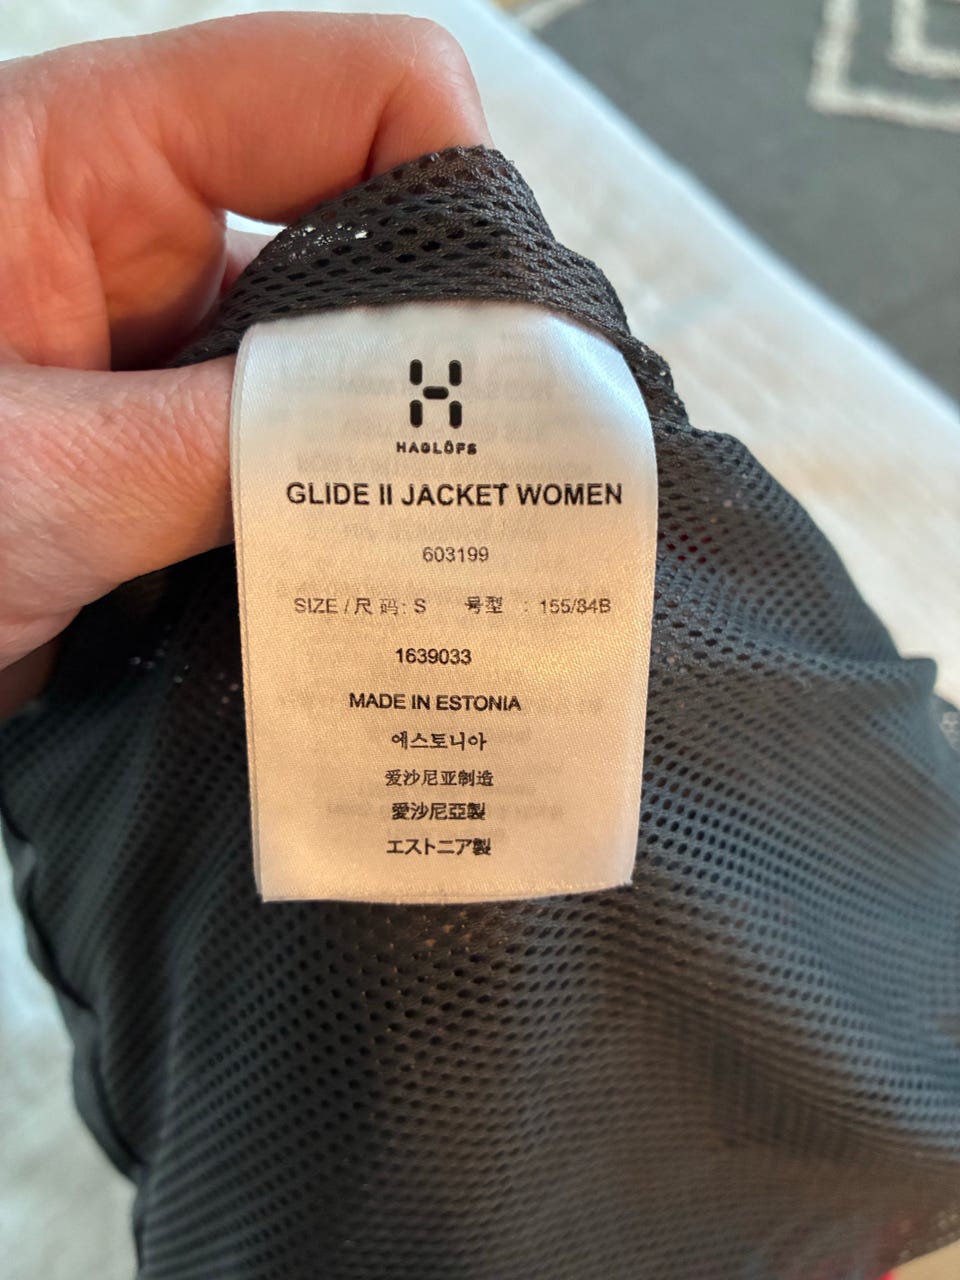 HAGLÖFS
GLIDE II JACKET WOMEN
603199
SIZE / 尺 码: S 号型 : 155/84B
1639033
MADE IN ESTONIA
에스토니아
爱沙尼亚制造
愛沙尼亞製
エストニア製